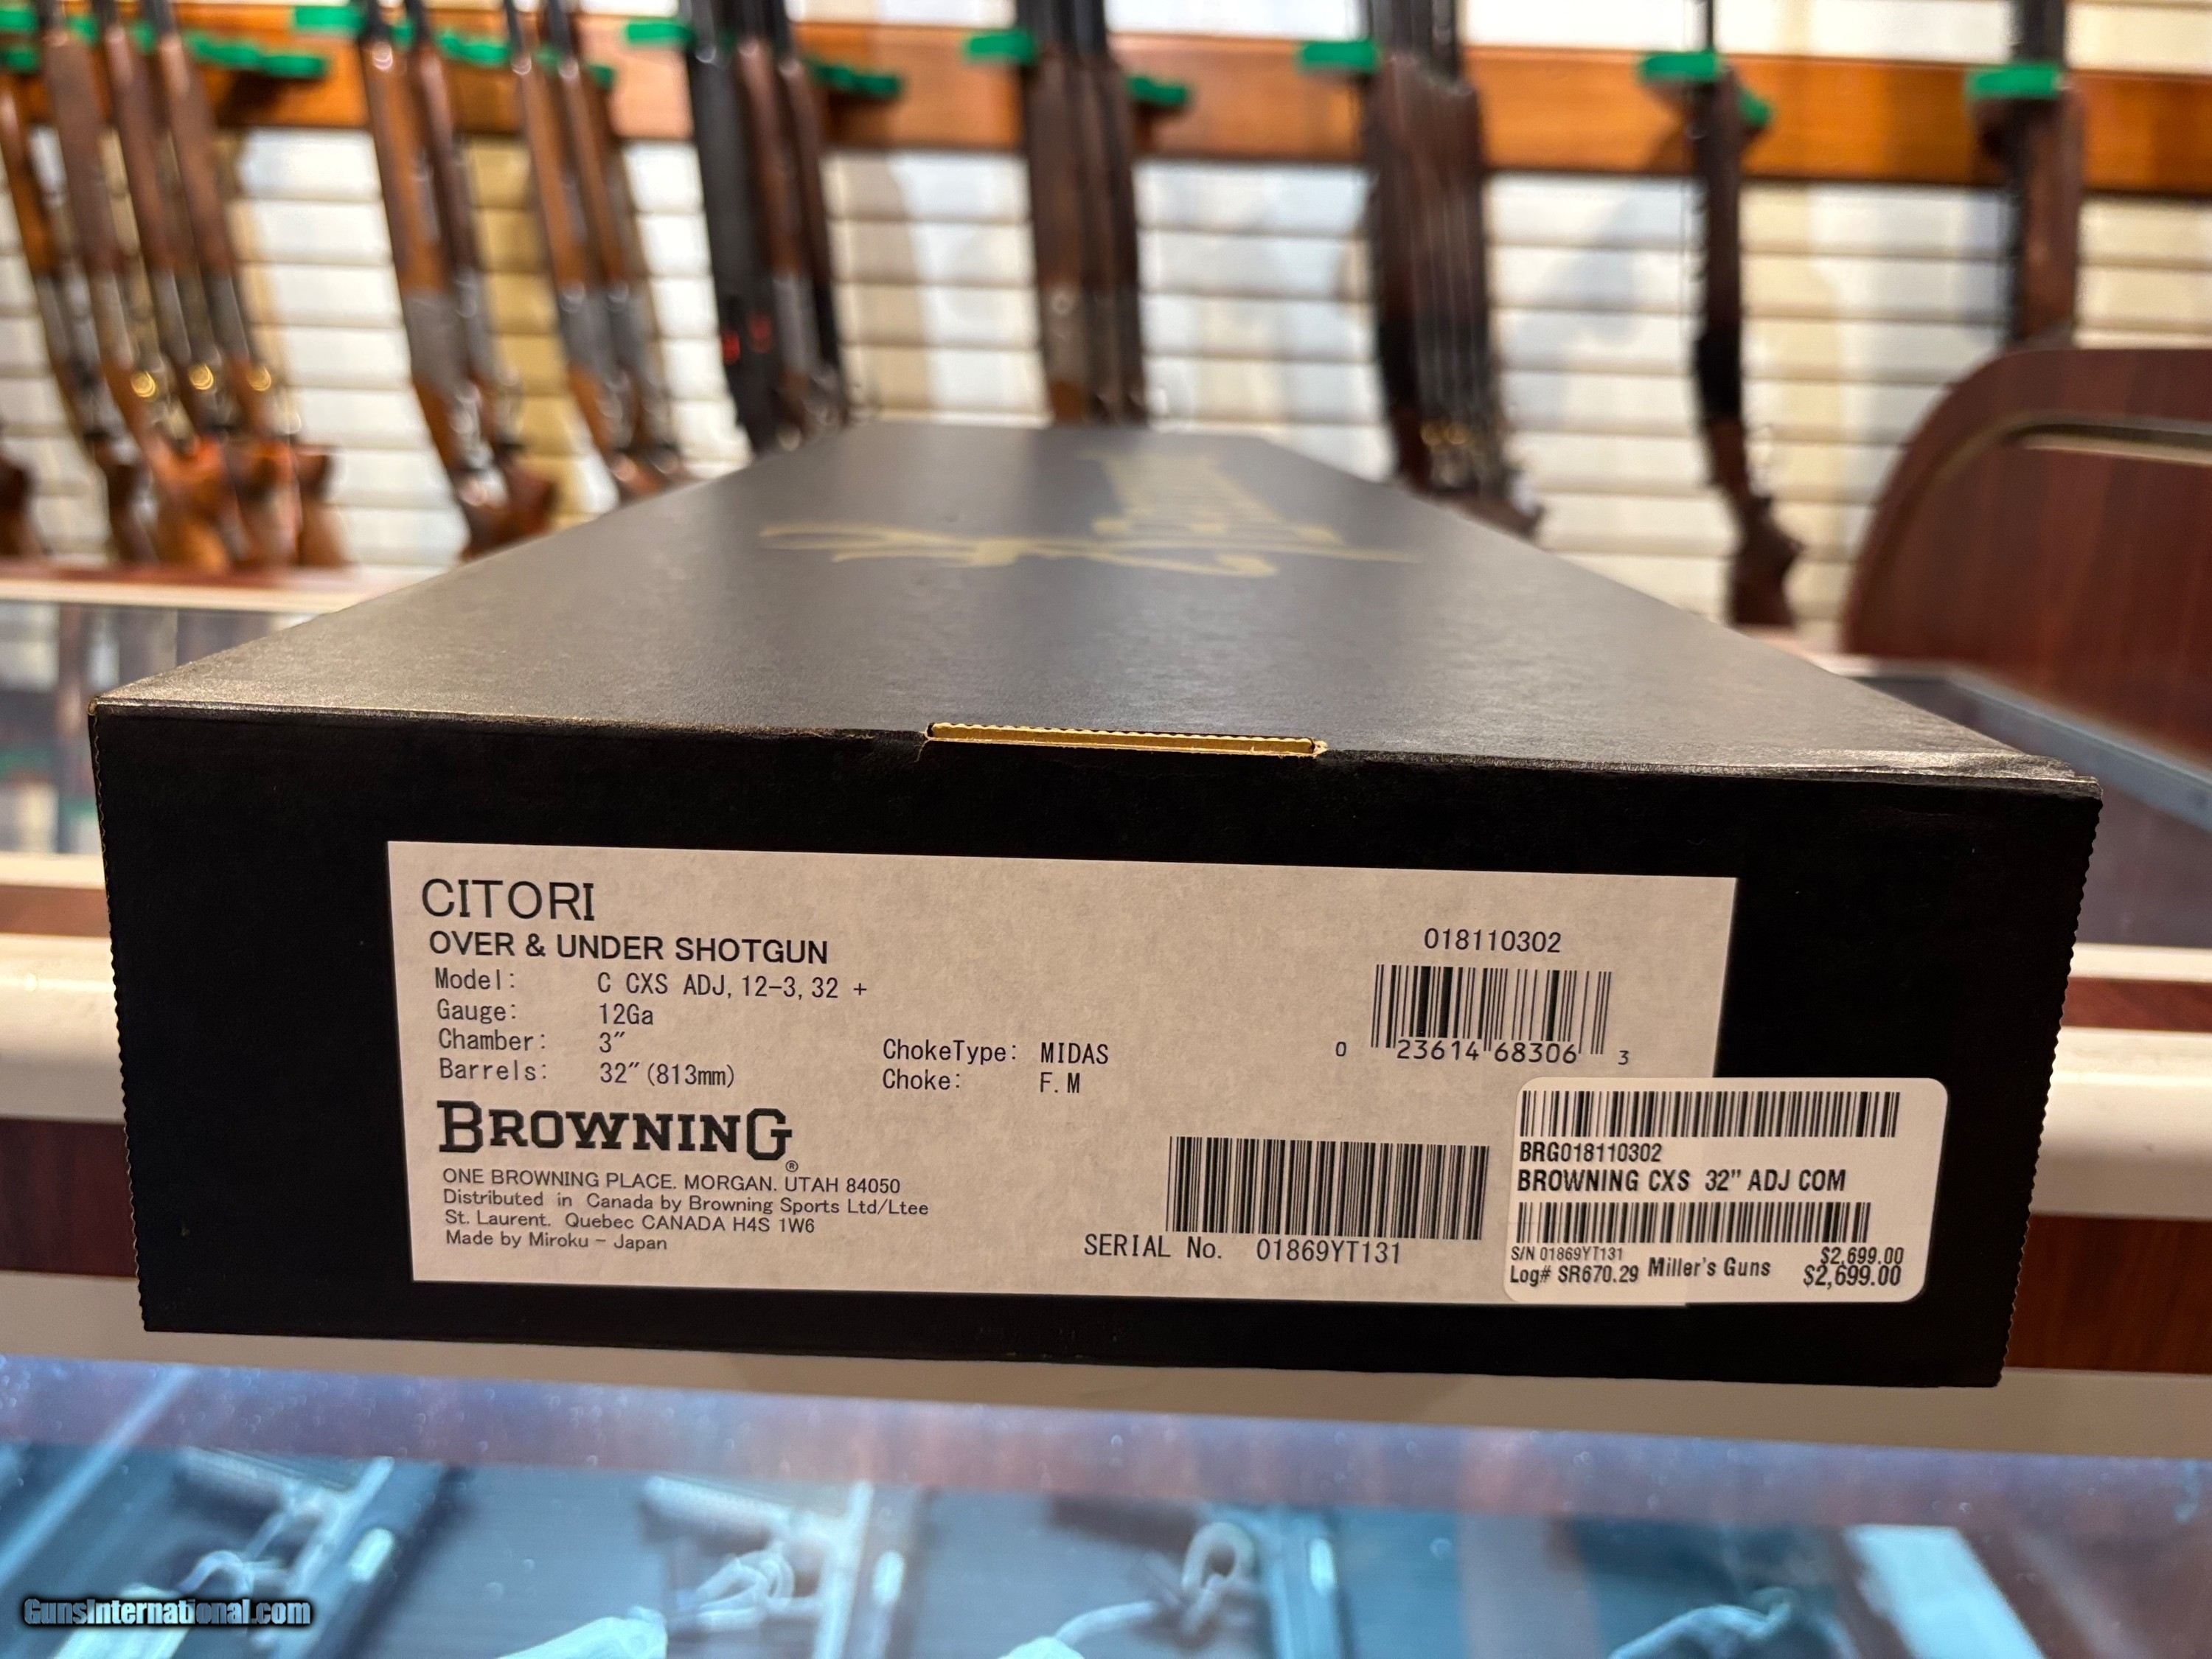 CITORI
OVER & UNDER SHOTGUN
Model: C CXS ADJ, 12-3, 32 +
Gauge: 12Ga
Chamber: 3"
Barrels: 32"(813mm)
ChokeType: MIDAS
Choke: F. M
BROWNING®
ONE BROWNING PLACE. MORGAN. UTAH 84050
Distributed in Canada by Browning Sports Ltd/Ltee
St. Laurent. Quebec CANADA H4S 1W6
Made by Miroku - Japan
018110302
0 23614 68306 3
SERIAL No. 01869YT131
BRG018110302
BROWNING CXS 32" ADJ COM
S/N 01869YT131 $2,699.00
Log# SR670.29 Miller's Guns $2,699.00
GunsInternational.com